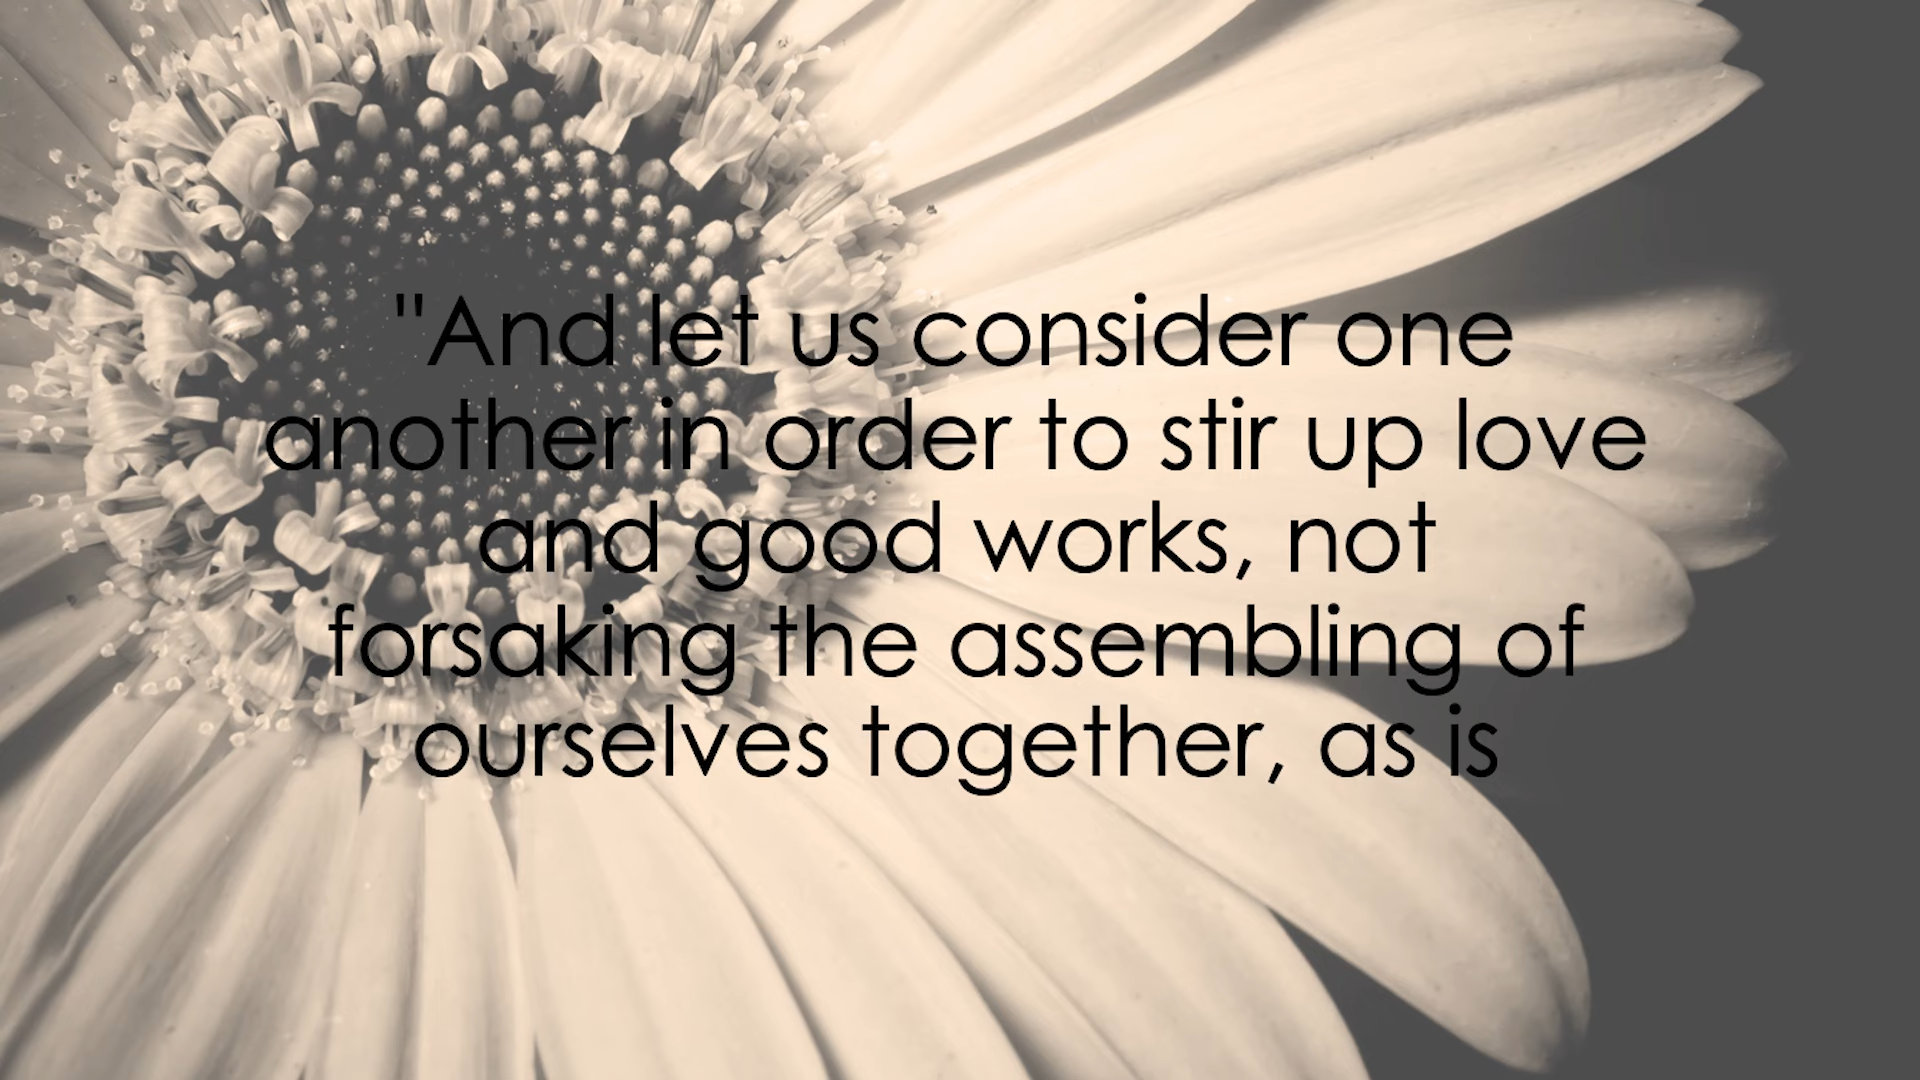 "And let us consider one
another in order to stir up love
and good works, not
forsaking the assembling of
ourselves together, as is